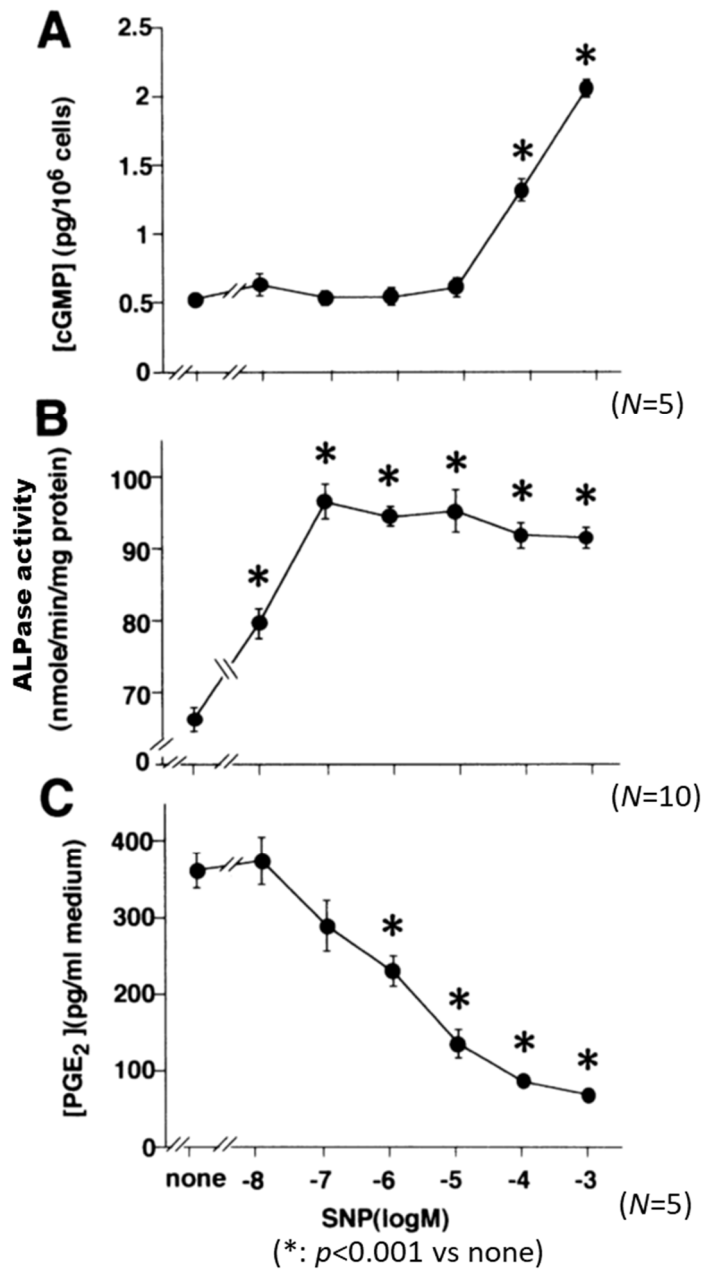 A
2.5
2
1.5
1
0.5
0
[cGMP] (pg/10⁶ cells)
*
*
(N=5)
B
100
90
80
70
0
ALPase activity
(nmole/min/mg protein)
*
*
*
*
*
*
(N=10)
C
400
300
200
100
0
[PGE₂](pg/ml medium)
*
*
*
*
none -8 -7 -6 -5 -4 -3
(N=5)
SNP(logM)
(*: p<0.001 vs none)